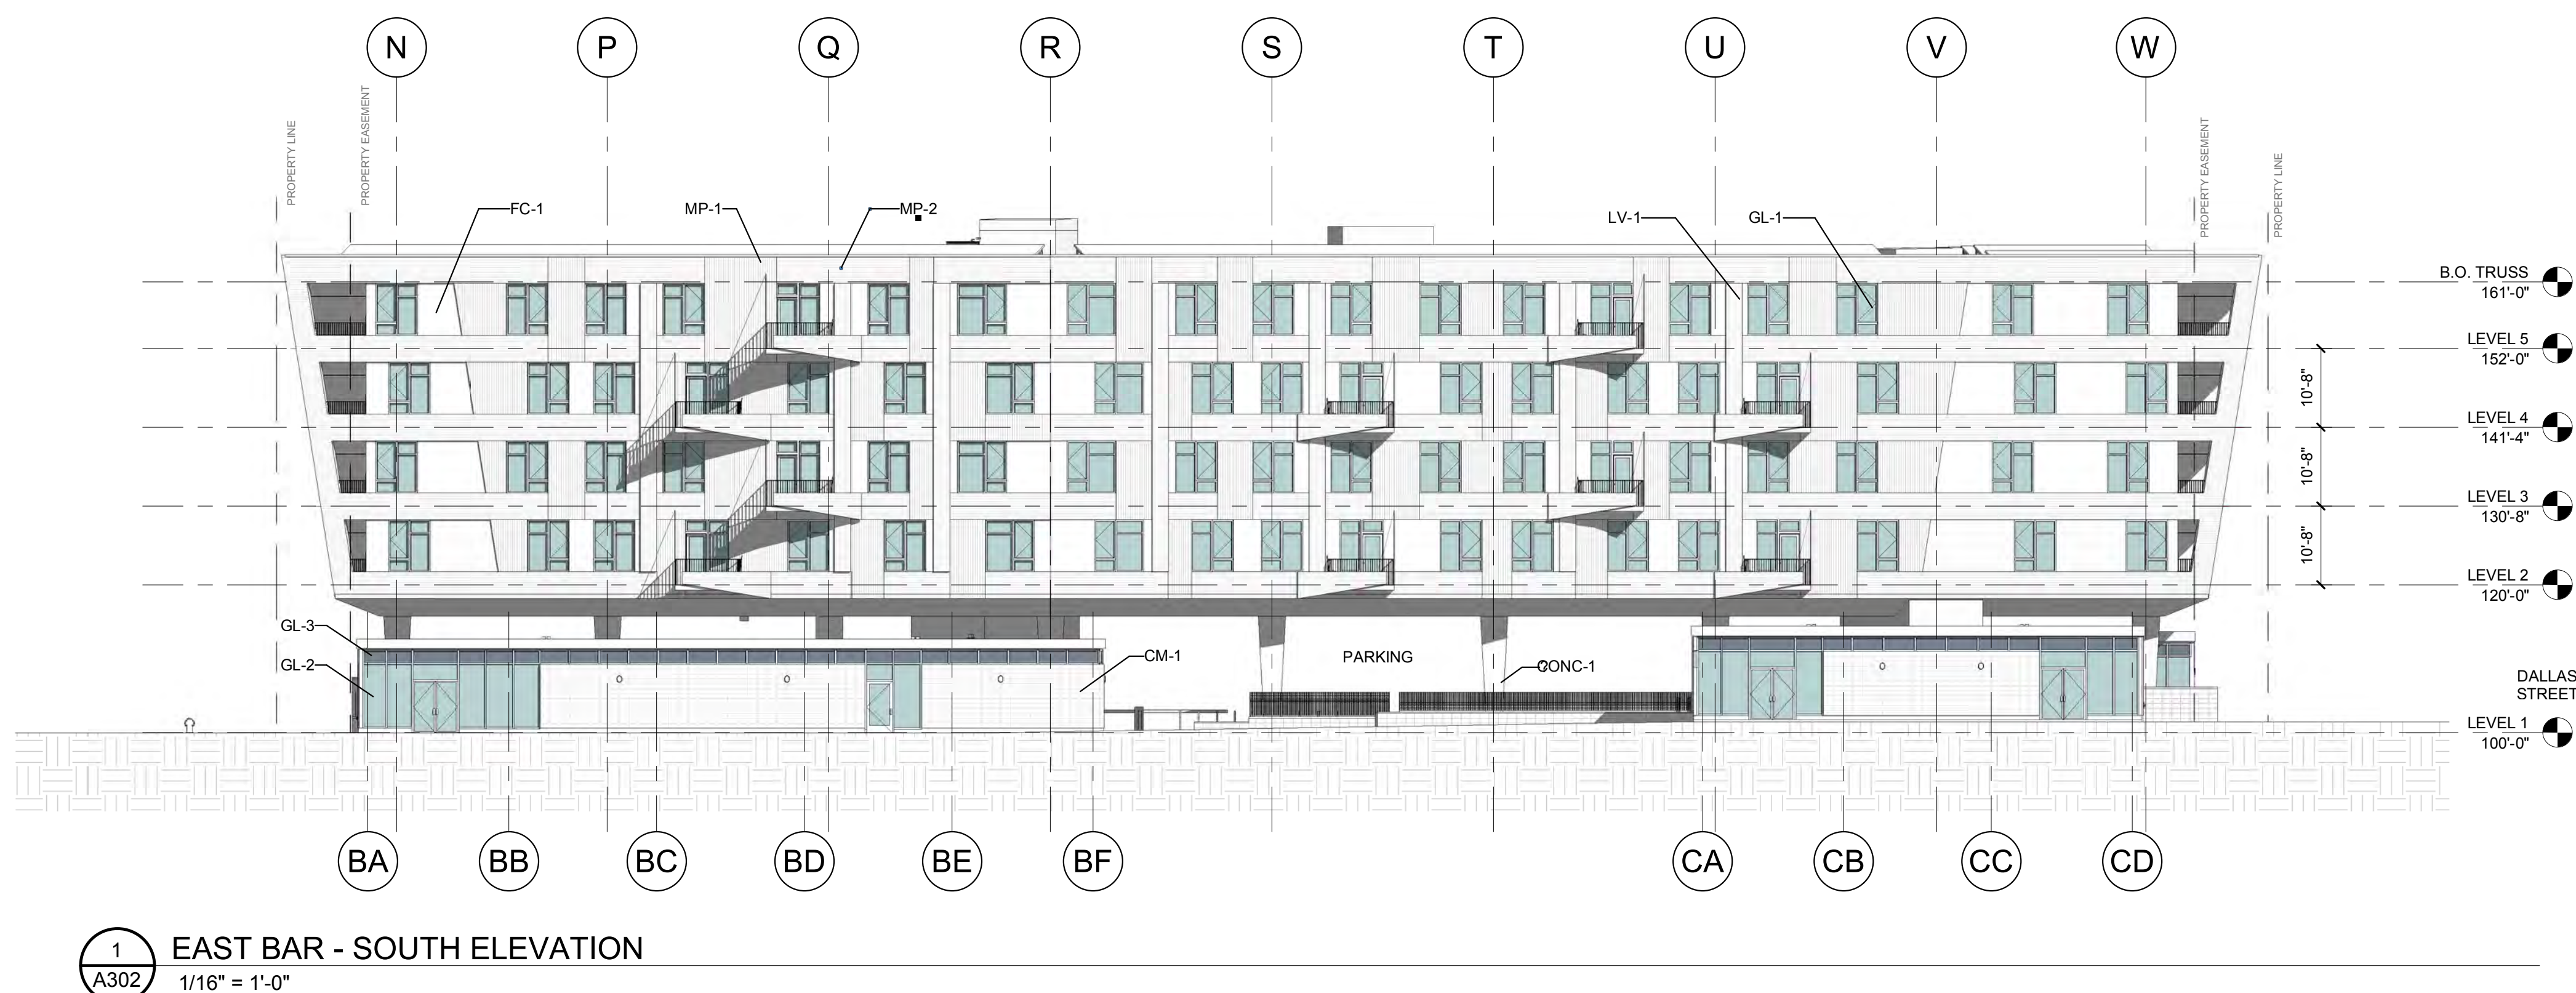 N P Q R S T U V W
PROPERTY LINE
PROPERTY EASEMENT
PROPERTY EASEMENT
PROPERTY LINE
FC-1
MP-1
MP-2
LV-1
GL-1
B.O. TRUSS
161'-0"
LEVEL 5
152'-0"
10'-8"
LEVEL 4
141'-4"
10'-8"
LEVEL 3
130'-8"
10'-8"
LEVEL 2
120'-0"
GL-3
GL-2
CM-1
PARKING
CONC-1
DALLAS
STREET
LEVEL 1
100'-0"
BA BB BC BD BE BF CA CB CC CD
1
A302
EAST BAR - SOUTH ELEVATION
1/16" = 1'-0"